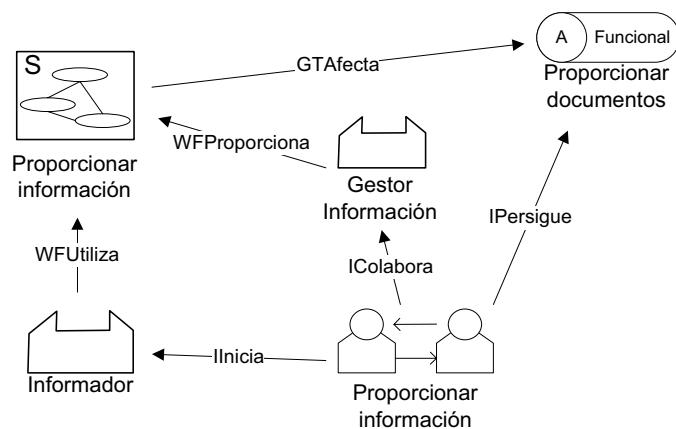 S
A Funcional
Proporcionar
documentos
GTAfecta
WFProporciona
Proporcionar
información
Gestor
Información
IPersigue
WFUtiliza
IColabora
IInicia
Informador
Proporcionar
información